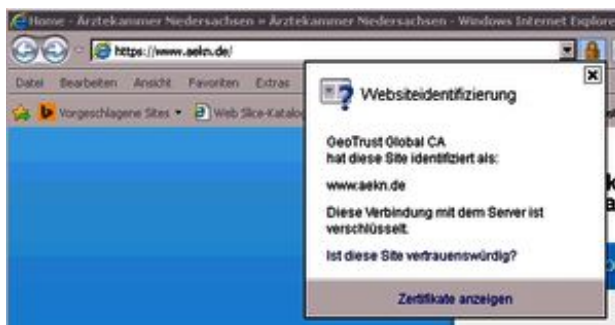 Home - Ärztekammer Niedersachsen » Ärztekammer Niedersachsen - Windows Internet Explor
https://www.aekn.de/
Datei Bearbeiten Ansicht Favoriten Extras
Vorgeschlagene Sites Web Slice-Katalog
Websiteidentifizierung
GeoTrust Global CA
hat diese Site identifiziert als:
www.aekn.de
Diese Verbindung mit dem Server ist
verschlüsselt.
Ist diese Site vertrauenswürdig?
Zertifikate anzeigen